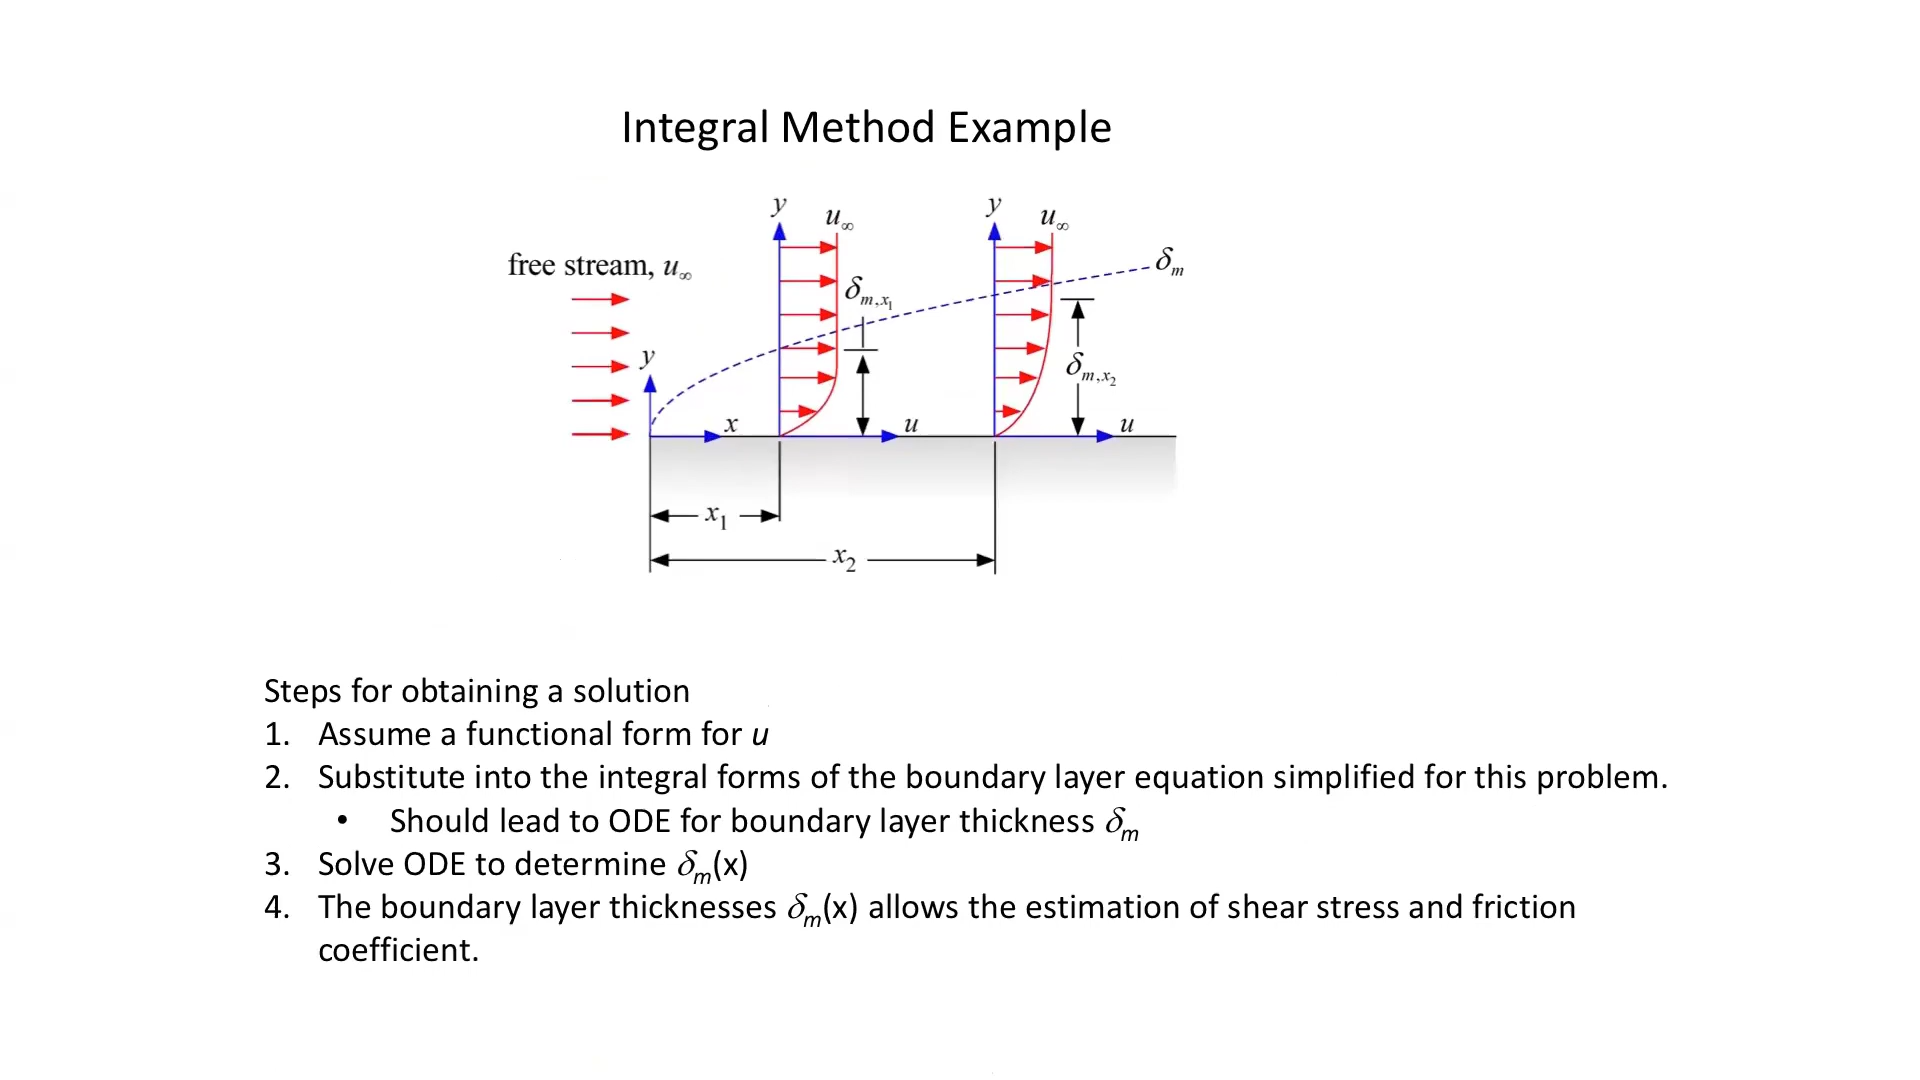 Integral Method Example
y
u∞
y
u∞
free stream, u∞
δm,x1
δm
y
δm,x2
x
u
u
x1
x2
Steps for obtaining a solution
1. Assume a functional form for u
2. Substitute into the integral forms of the boundary layer equation simplified for this problem.
• Should lead to ODE for boundary layer thickness δm
3. Solve ODE to determine δm(x)
4. The boundary layer thicknesses δm(x) allows the estimation of shear stress and friction
coefficient.